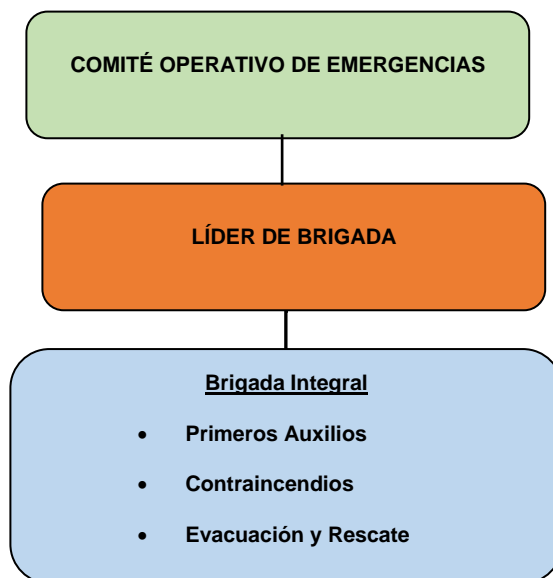 COMITÉ OPERATIVO DE EMERGENCIAS
LÍDER DE BRIGADA
Brigada Integral
• Primeros Auxilios
• Contraincendios
• Evacuación y Rescate